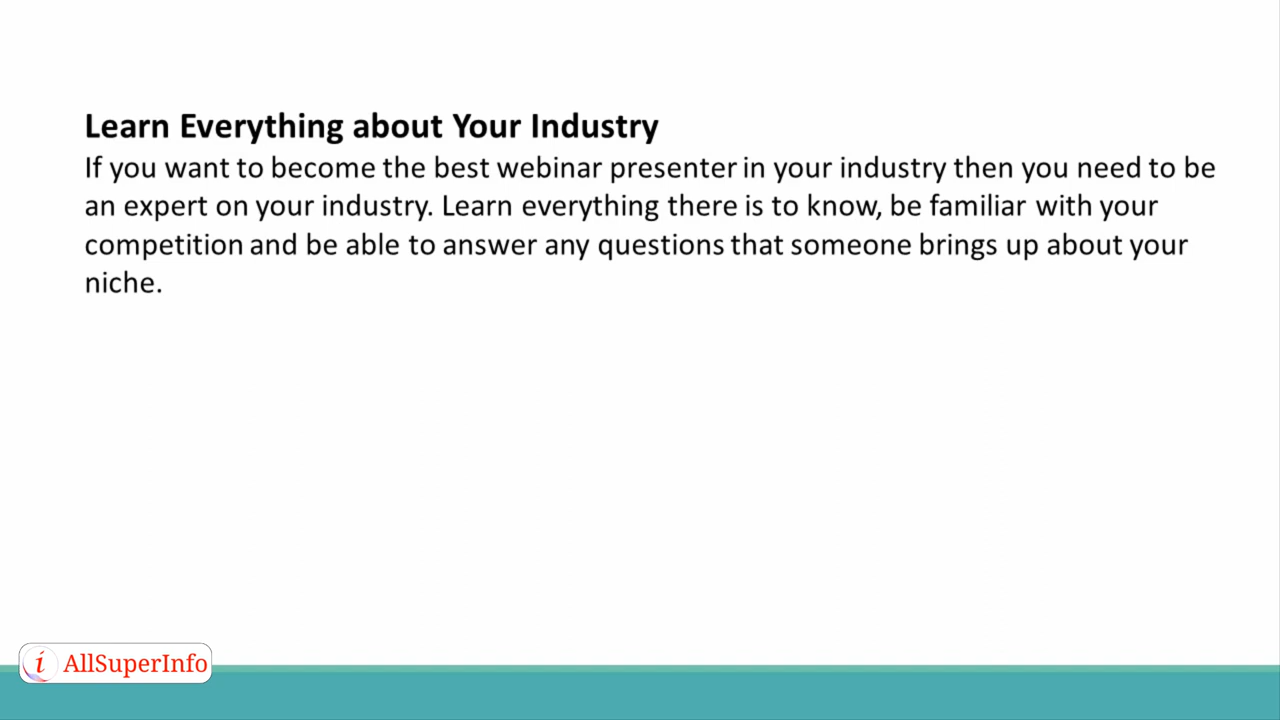 Learn Everything about Your Industry
If you want to become the best webinar presenter in your industry then you need to be
an expert on your industry. Learn everything there is to know, be familiar with your
competition and be able to answer any questions that someone brings up about your
niche.
i AllSuperInfo